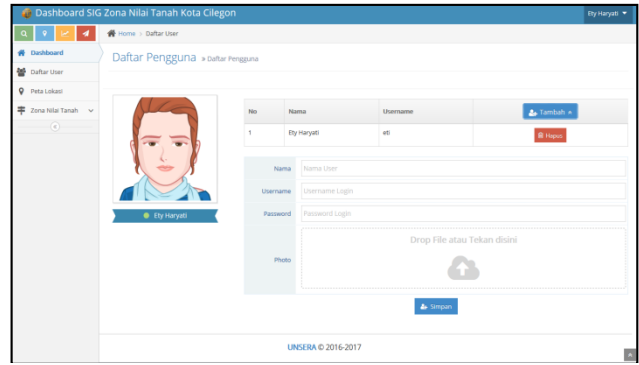 Dashboard SIG Zona Nilai Tanah Kota Cilegon
Ety Haryati
Home > Daftar User
Dashboard
Daftar User
Peta Lokasi
Zona Nilai Tanah
Daftar Pengguna » Daftar Pengguna
No Nama Username Tambah
1 Ety Haryati eti Hapus
Ety Haryati
Nama Nama User
Username Username Login
Password Password Login
Photo Drop File atau Tekan disini
Simpan
UNSERA © 2016-2017